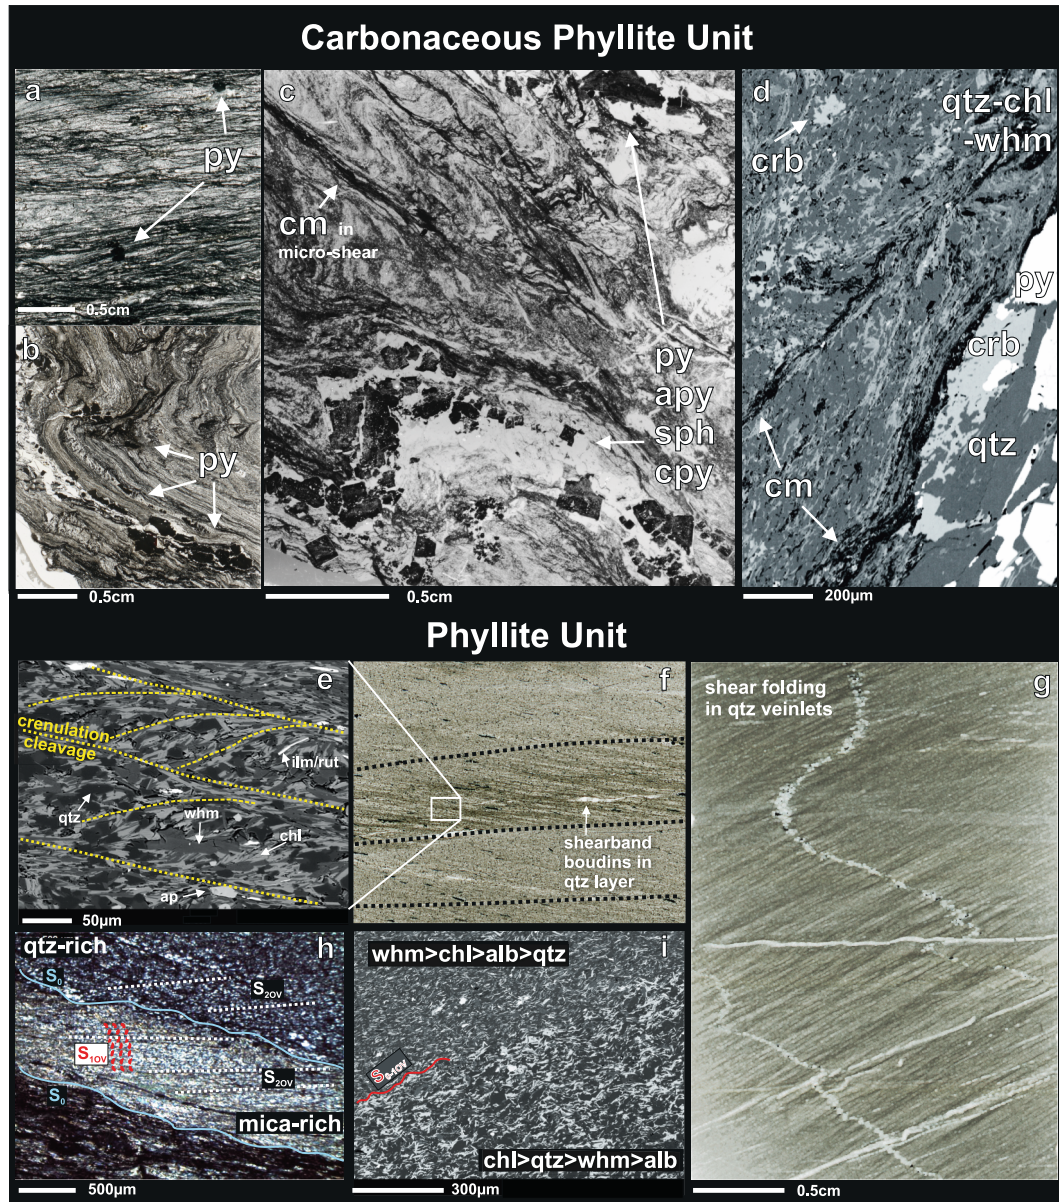 Carbonaceous Phyllite Unit
a
py
0.5cm
b
py
0.5cm
c
cm in
micro-shear
py
apy
sph
cpy
0.5cm
d
qtz-chl
-whm
crb
py
crb
qtz
cm
200µm
Phyllite Unit
e
crenulation
cleavage
ilm/rut
qtz
whm
chl
ap
50µm
f
shearband
boudins in
qtz layer
g
shear folding
in qtz veinlets
0.5cm
h
qtz-rich
S0
S2OV
S1OV
S2OV
S0
mica-rich
500µm
i
whm>chl>alb>qtz
S0-1OV
chl>qtz>whm>alb
300µm